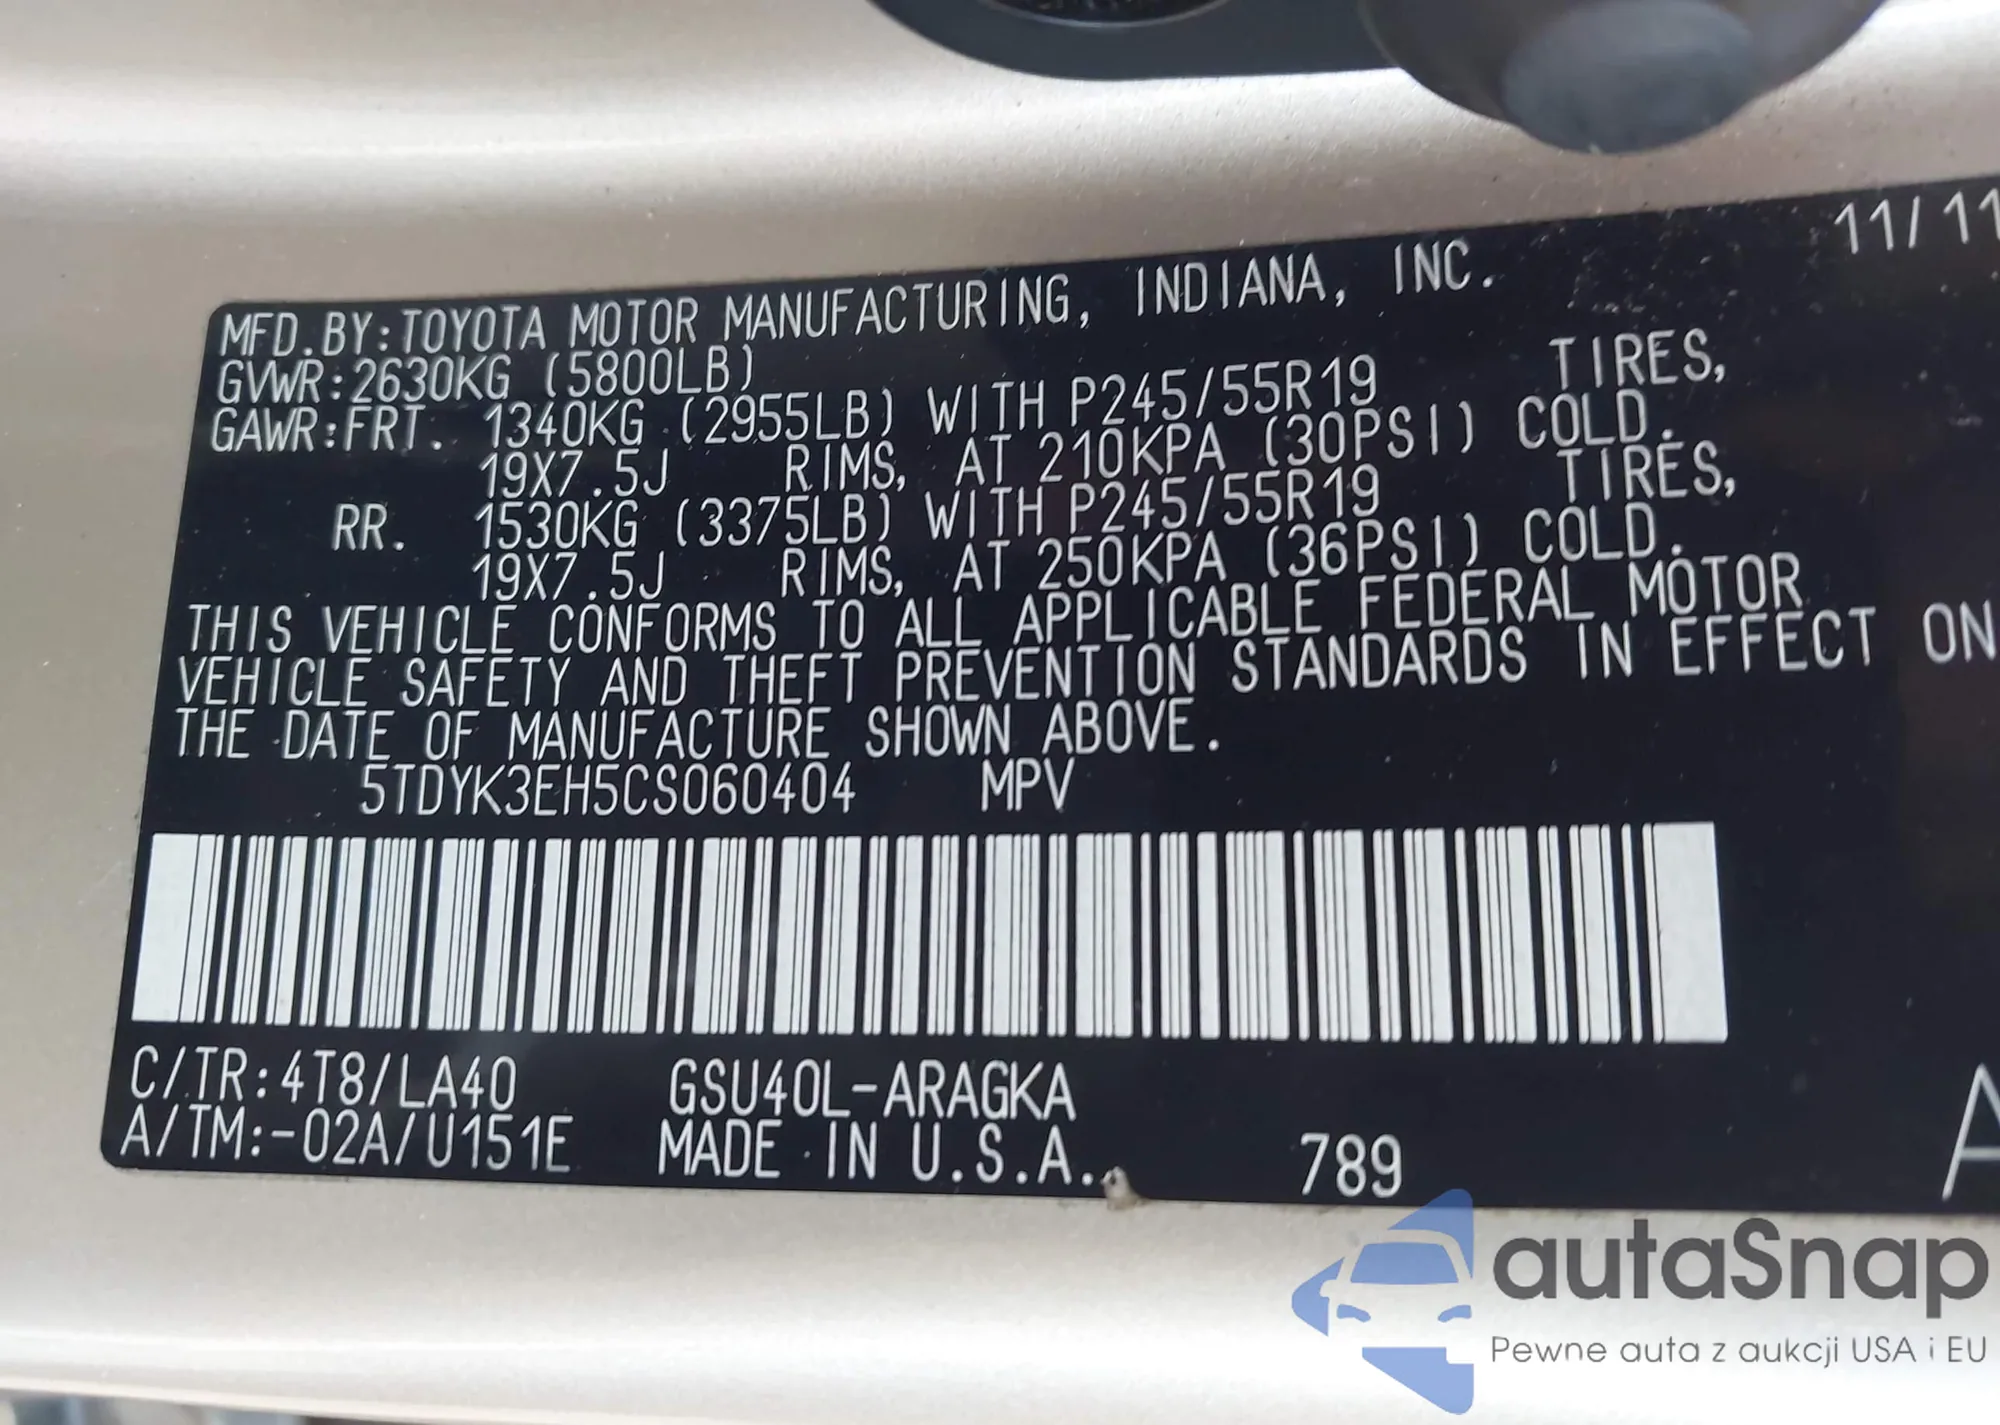 11/11
MFD.BY:TOYOTA MOTOR MANUFACTURING, INDIANA, INC.
GVWR:2630KG (5800LB)
GAWR:FRT. 1340KG (2955LB) WITH P245/55R19 TIRES,
19X7.5J RIMS, AT 210KPA (30PSI) COLD.
RR. 1530KG (3375LB) WITH P245/55R19 TIRES,
19X7.5J RIMS, AT 250KPA (36PSI) COLD.
THIS VEHICLE CONFORMS TO ALL APPLICABLE FEDERAL MOTOR
VEHICLE SAFETY AND THEFT PREVENTION STANDARDS IN EFFECT ON
THE DATE OF MANUFACTURE SHOWN ABOVE.
5TDYK3EH5CS060404 MPV
C/TR:4T8/LA40 GSU40L-ARAGKA
A/TM:-02A/U151E MADE IN U.S.A. 789 A
autaSnap
Pewne auta z aukcji USA i EU